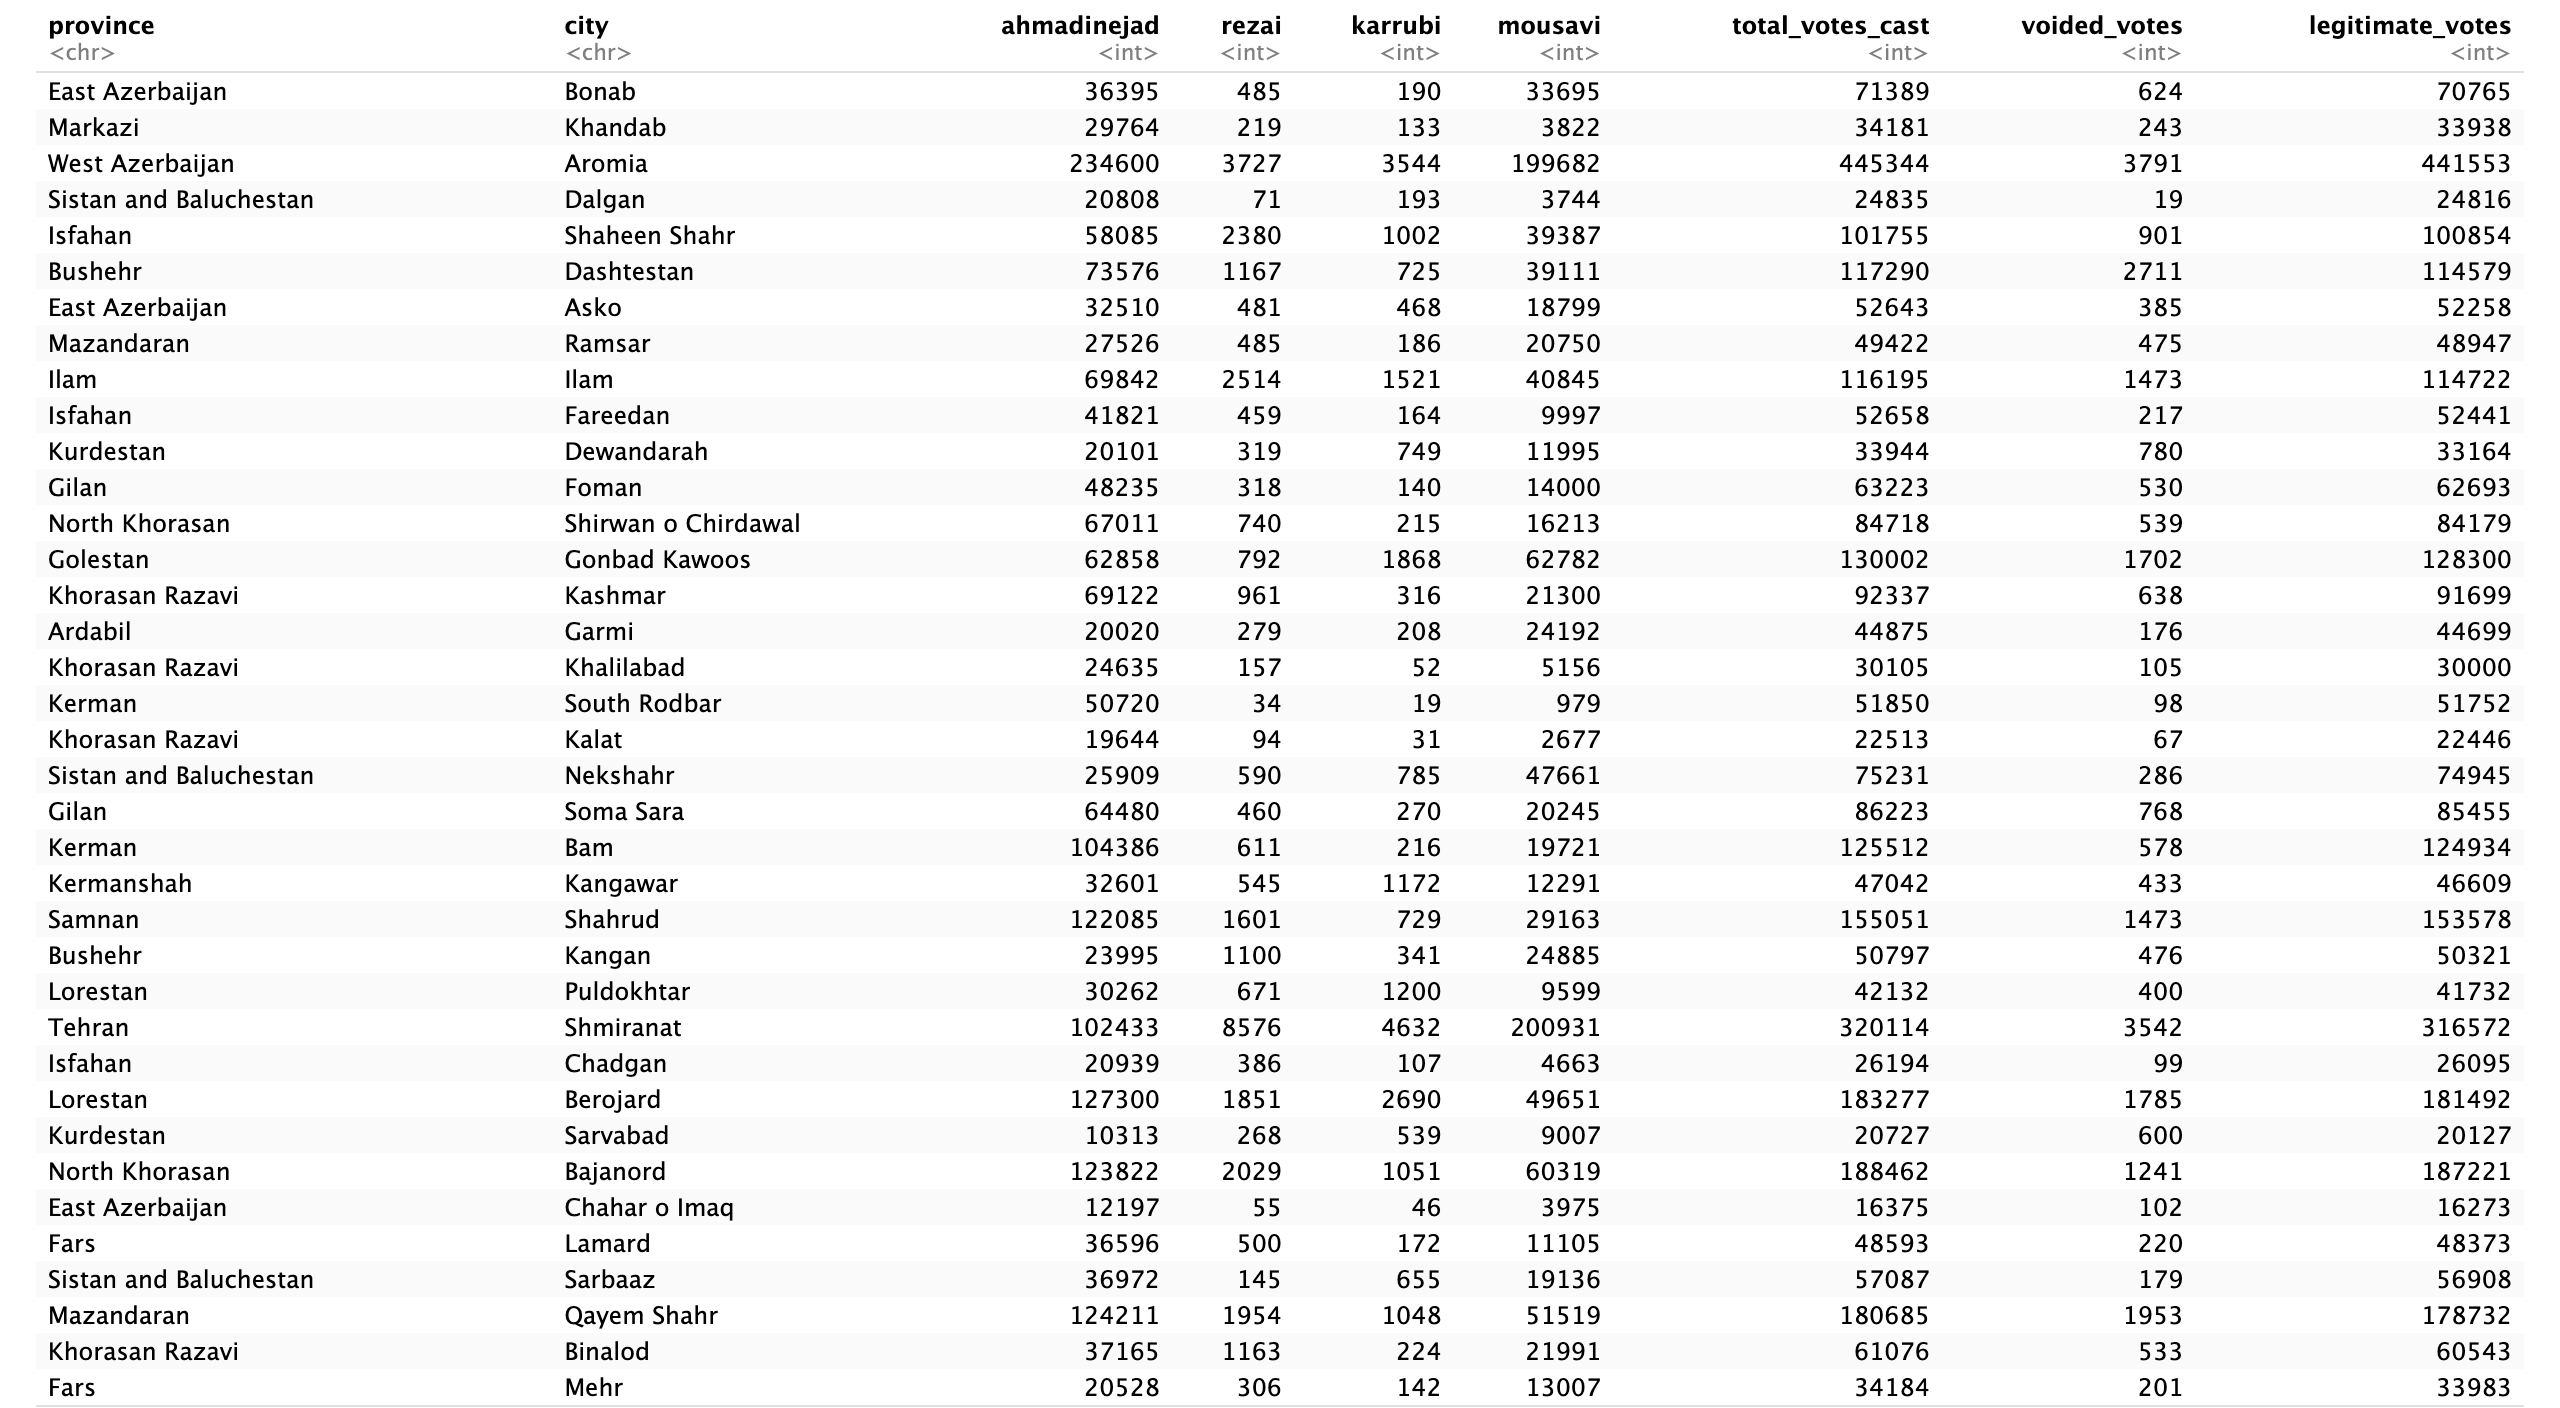 province city ahmadinejad rezai karrubi mousavi total_votes_cast voided_votes legitimate_votes
<chr> <chr> <int> <int> <int> <int> <int> <int> <int>
East Azerbaijan Bonab 36395 485 190 33695 71389 624 70765
Markazi Khandab 29764 219 133 3822 34181 243 33938
West Azerbaijan Aromia 234600 3727 3544 199682 445344 3791 441553
Sistan and Baluchestan Dalgan 20808 71 193 3744 24835 19 24816
Isfahan Shaheen Shahr 58085 2380 1002 39387 101755 901 100854
Bushehr Dashtestan 73576 1167 725 39111 117290 2711 114579
East Azerbaijan Asko 32510 481 468 18799 52643 385 52258
Mazandaran Ramsar 27526 485 186 20750 49422 475 48947
Ilam Ilam 69842 2514 1521 40845 116195 1473 114722
Isfahan Fareedan 41821 459 164 9997 52658 217 52441
Kurdestan Dewandarah 20101 319 749 11995 33944 780 33164
Gilan Foman 48235 318 140 14000 63223 530 62693
North Khorasan Shirwan o Chirdawal 67011 740 215 16213 84718 539 84179
Golestan Gonbad Kawoos 62858 792 1868 62782 130002 1702 128300
Khorasan Razavi Kashmar 69122 961 316 21300 92337 638 91699
Ardabil Garmi 20020 279 208 24192 44875 176 44699
Khorasan Razavi Khalilabad 24635 157 52 5156 30105 105 30000
Kerman South Rodbar 50720 34 19 979 51850 98 51752
Khorasan Razavi Kalat 19644 94 31 2677 22513 67 22446
Sistan and Baluchestan Nekshahr 25909 590 785 47661 75231 286 74945
Gilan Soma Sara 64480 460 270 20245 86223 768 85455
Kerman Bam 104386 611 216 19721 125512 578 124934
Kermanshah Kangawar 32601 545 1172 12291 47042 433 46609
Samnan Shahrud 122085 1601 729 29163 155051 1473 153578
Bushehr Kangan 23995 1100 341 24885 50797 476 50321
Lorestan Puldokhtar 30262 671 1200 9599 42132 400 41732
Tehran Shmiranat 102433 8576 4632 200931 320114 3542 316572
Isfahan Chadgan 20939 386 107 4663 26194 99 26095
Lorestan Berojard 127300 1851 2690 49651 183277 1785 181492
Kurdestan Sarvabad 10313 268 539 9007 20727 600 20127
North Khorasan Bajanord 123822 2029 1051 60319 188462 1241 187221
East Azerbaijan Chahar o Imaq 12197 55 46 3975 16375 102 16273
Fars Lamard 36596 500 172 11105 48593 220 48373
Sistan and Baluchestan Sarbaaz 36972 145 655 19136 57087 179 56908
Mazandaran Qayem Shahr 124211 1954 1048 51519 180685 1953 178732
Khorasan Razavi Binalod 37165 1163 224 21991 61076 533 60543
Fars Mehr 20528 306 142 13007 34184 201 33983